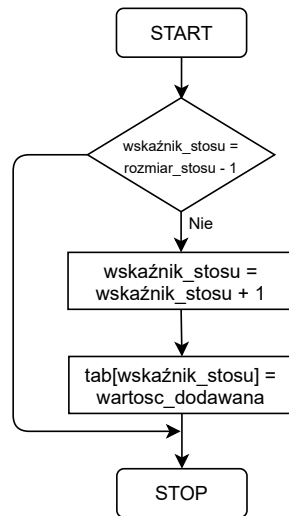 START
wskaźnik_stosu =
rozmiar_stosu - 1
Nie
wskaźnik_stosu =
wskaźnik_stosu + 1
tab[wskaźnik_stosu] =
wartosc_dodawana
STOP